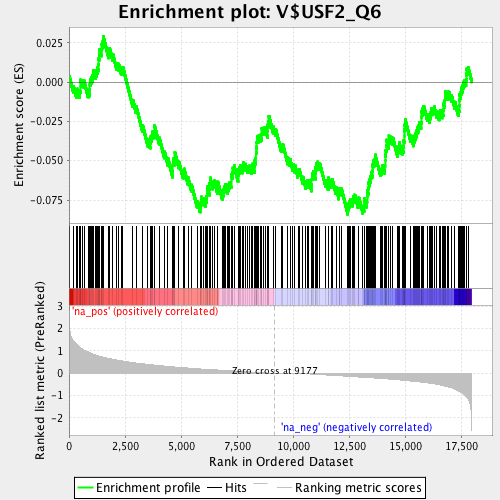 Enrichment plot: V$USF2_Q6
Enrichment score (ES)
0.025
0.000
-0.025
-0.050
-0.075
'na_pos' (positively correlated)
Ranked list metric (PreRanked)
3
2
1
0
-1
-2
Zero cross at 9177
'na_neg' (negatively correlated)
0
2,500
5,000
7,500
10,000
12,500
15,000
17,500
Rank in Ordered Dataset
Enrichment profile
Hits
Ranking metric scores